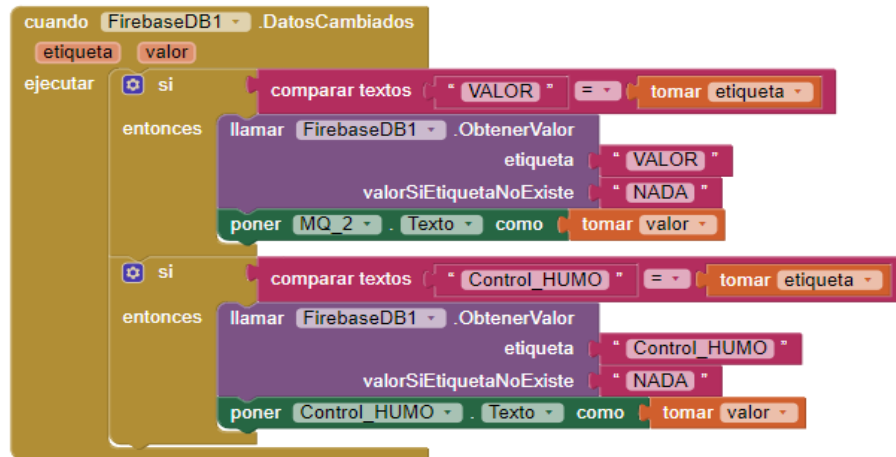 cuando FirebaseDB1 .DatosCambiados
etiqueta valor
ejecutar si comparar textos " VALOR " = tomar etiqueta
entonces llamar FirebaseDB1 .ObtenerValor
etiqueta " VALOR "
valorSiEtiquetaNoExiste " NADA "
poner MQ_2 . Texto como tomar valor
si comparar textos " Control_HUMO " = tomar etiqueta
entonces llamar FirebaseDB1 .ObtenerValor
etiqueta " Control_HUMO "
valorSiEtiquetaNoExiste " NADA "
poner Control_HUMO . Texto como tomar valor